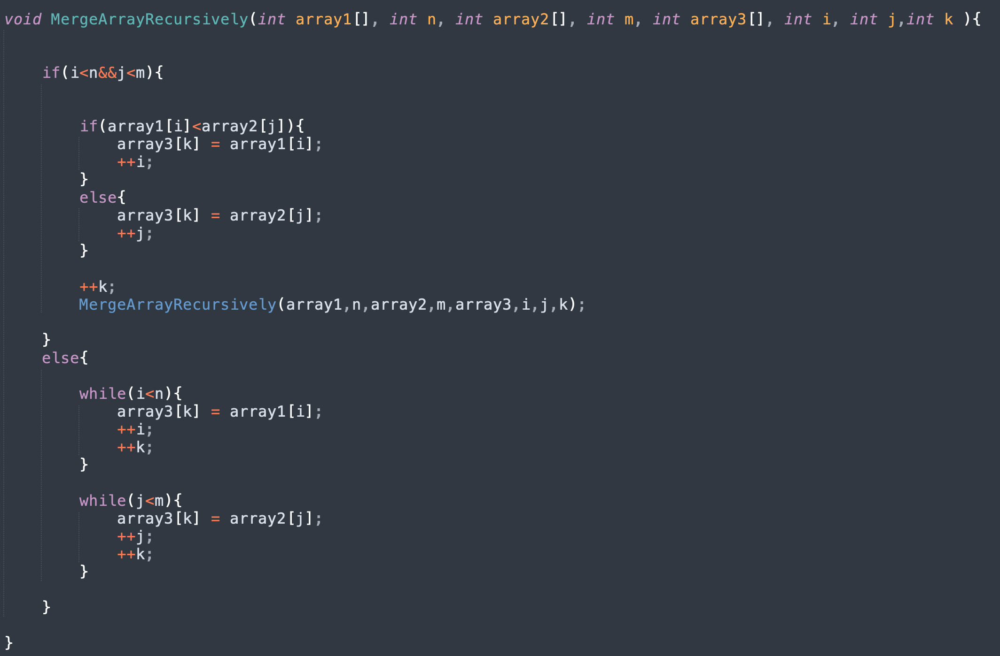 void MergeArrayRecursively(int array1[], int n, int array2[], int m, int array3[], int i, int j,int k ){
if(i<n&&j<m){
if(array1[i]<array2[j]){
array3[k] = array1[i];
++i;
}
else{
array3[k] = array2[j];
++j;
}
++k;
MergeArrayRecursively(array1,n,array2,m,array3,i,j,k);
}
else{
while(i<n){
array3[k] = array1[i];
++i;
++k;
}
while(j<m){
array3[k] = array2[j];
++j;
++k;
}
}
}